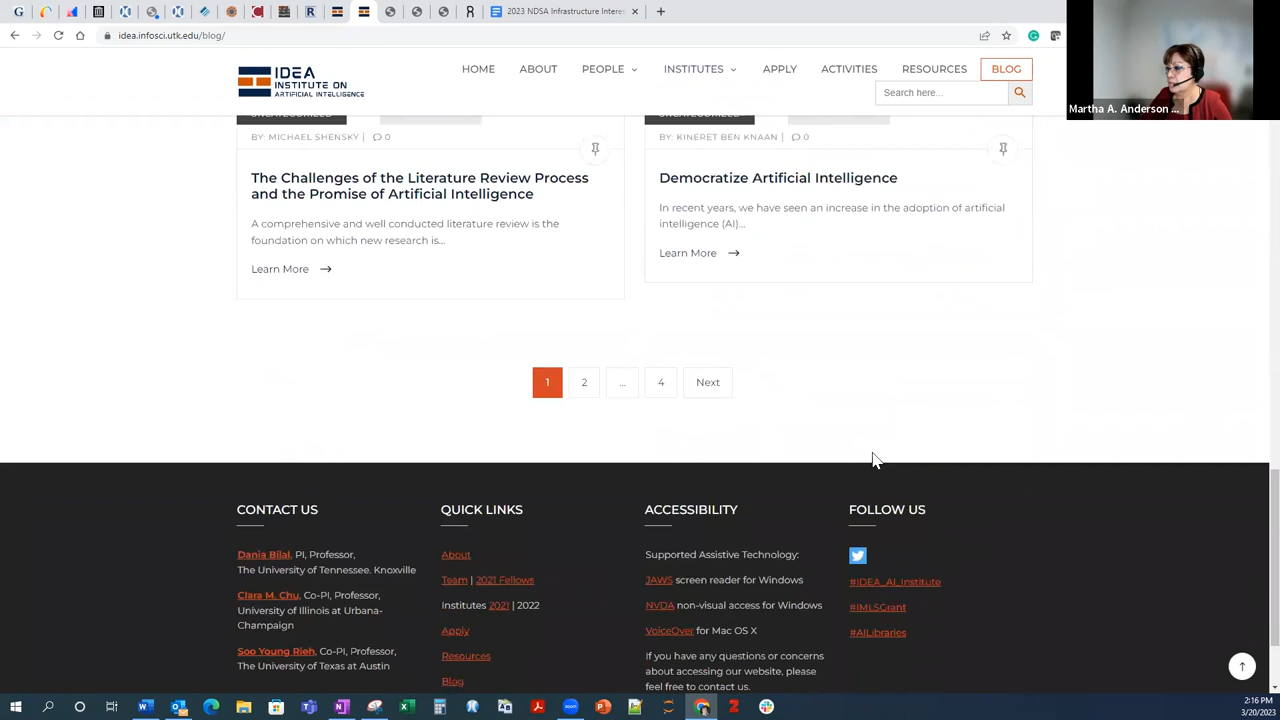 2023 NDSA Infrastructure Interes
idea.infosci.utk.edu/blog/
Martha A. Anderson ...
IDEA
INSTITUTE ON
ARTIFICIAL INTELLIGENCE
HOME ABOUT PEOPLE INSTITUTES APPLY ACTIVITIES RESOURCES BLOG
Search here...
UNCATEGORIZED
UNCATEGORIZED
BY: MICHAEL SHENSKY | 0
BY: KINERET BEN KNAAN | 0
The Challenges of the Literature Review Process
and the Promise of Artificial Intelligence
A comprehensive and well conducted literature review is the
foundation on which new research is...
Learn More →
Democratize Artificial Intelligence
In recent years, we have seen an increase in the adoption of artificial
intelligence (AI)...
Learn More →
1 2 ... 4 Next
CONTACT US
Dania Bilal, PI, Professor,
The University of Tennessee. Knoxville
Clara M. Chu, Co-PI, Professor,
University of Illinois at Urbana-
Champaign
Soo Young Rieh, Co-PI, Professor,
The University of Texas at Austin
QUICK LINKS
About
Team | 2021 Fellows
Institutes 2021 | 2022
Apply
Resources
Blog
ACCESSIBILITY
Supported Assistive Technology:
JAWS screen reader for Windows
NVDA non-visual access for Windows
VoiceOver for Mac OS X
If you have any questions or concerns
about accessing our website, please
feel free to contact us.
FOLLOW US
#IDEA_AI_Institute
#IMLSGrant
#AILibraries
2:16 PM
3/20/2023